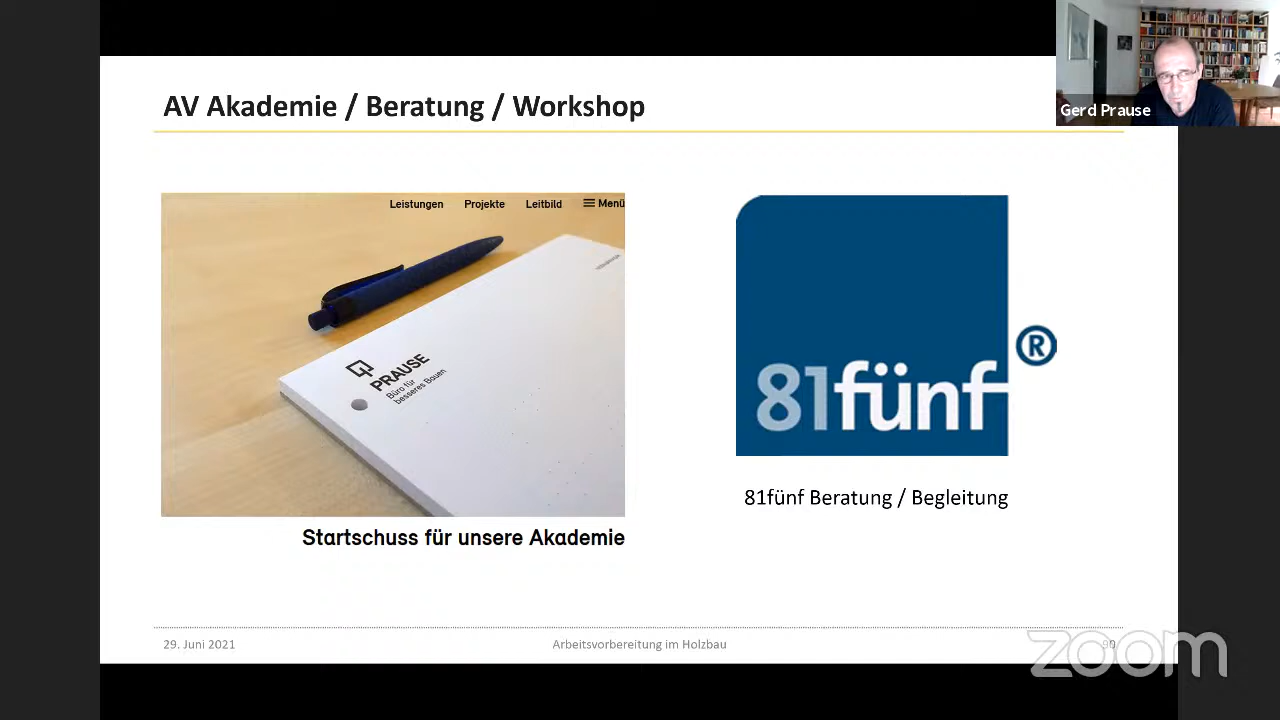 AV Akademie / Beratung / Workshop
Gerd Prause
Leistungen Projekte Leitbild Menü
PRAUSE
Büro für
besseres Bauen
81fünf
®
81fünf Beratung / Begleitung
Startschuss für unsere Akademie
29. Juni 2021
Arbeitsvorbereitung im Holzbau
90
zoom